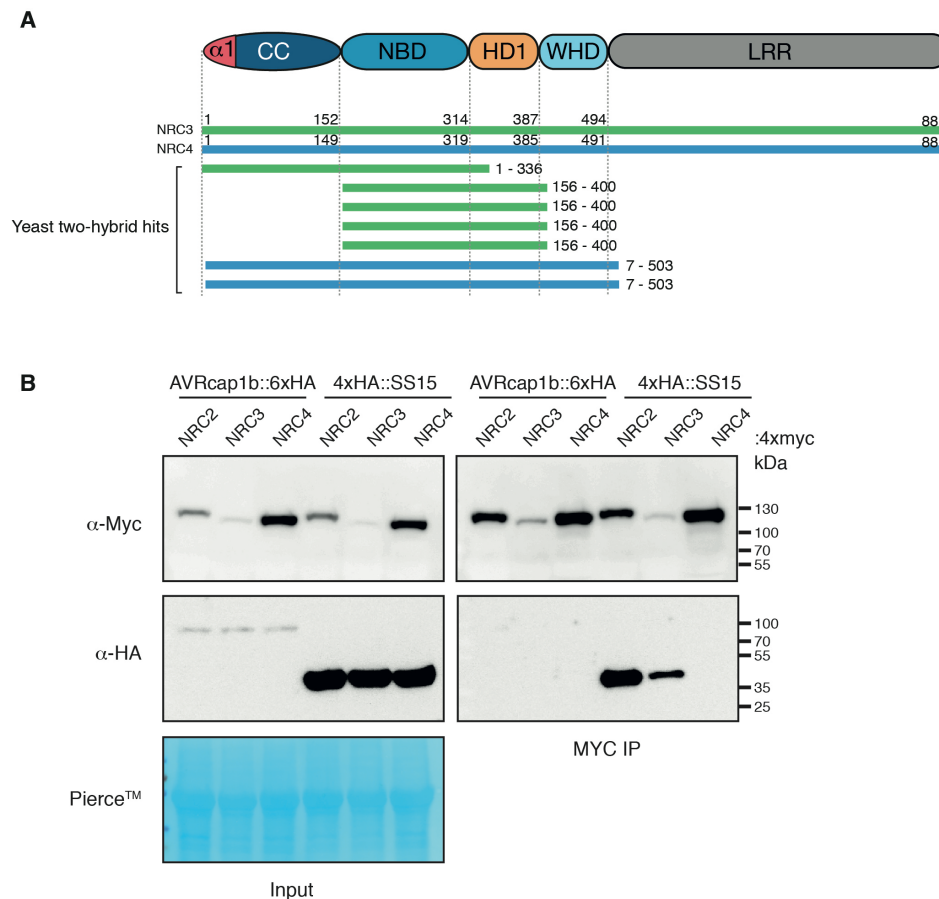 A
α1 CC NBD HD1 WHD LRR
NRC3 1 152 314 387 494 88
NRC4 1 149 319 385 491 88
1 - 336
156 - 400
156 - 400
Yeast two-hybrid hits
156 - 400
156 - 400
7 - 503
7 - 503
B
AVRcap1b::6xHA 4xHA::SS15 AVRcap1b::6xHA 4xHA::SS15
NRC2 NRC3 NRC4 NRC2 NRC3 NRC4 NRC2 NRC3 NRC4 NRC2 NRC3 NRC4 :4xmyc
kDa
α-Myc
130
100
70
55
α-HA
100
70
55
35
25
MYC IP
Pierce™
Input